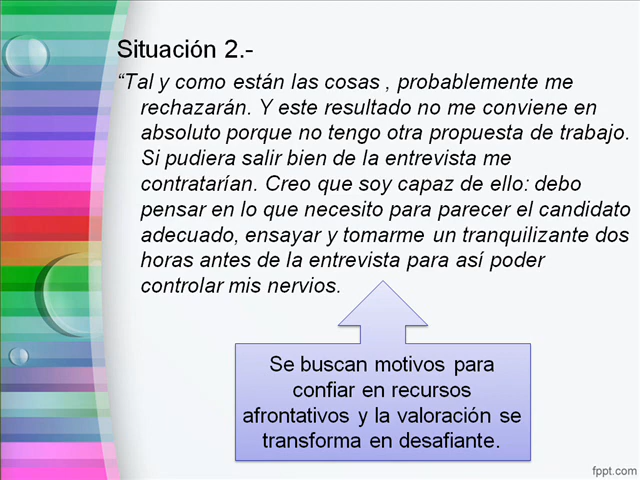 Situación 2.-
“Tal y como están las cosas , probablemente me
rechazarán. Y este resultado no me conviene en
absoluto porque no tengo otra propuesta de trabajo.
Si pudiera salir bien de la entrevista me
contratarían. Creo que soy capaz de ello: debo
pensar en lo que necesito para parecer el candidato
adecuado, ensayar y tomarme un tranquilizante dos
horas antes de la entrevista para así poder
controlar mis nervios.
Se buscan motivos para
confiar en recursos
afrontativos y la valoración se
transforma en desafiante.
fppt.com